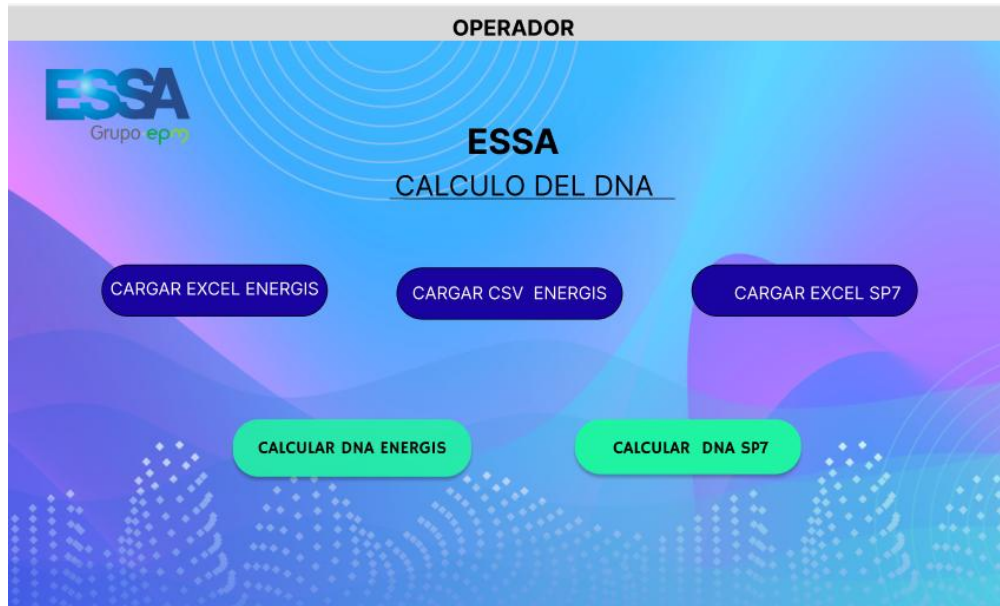 OPERADOR
ESSA
Grupo epm
ESSA
CALCULO DEL DNA
CARGAR EXCEL ENERGIS
CARGAR CSV ENERGIS
CARGAR EXCEL SP7
CALCULAR DNA ENERGIS
CALCULAR DNA SP7